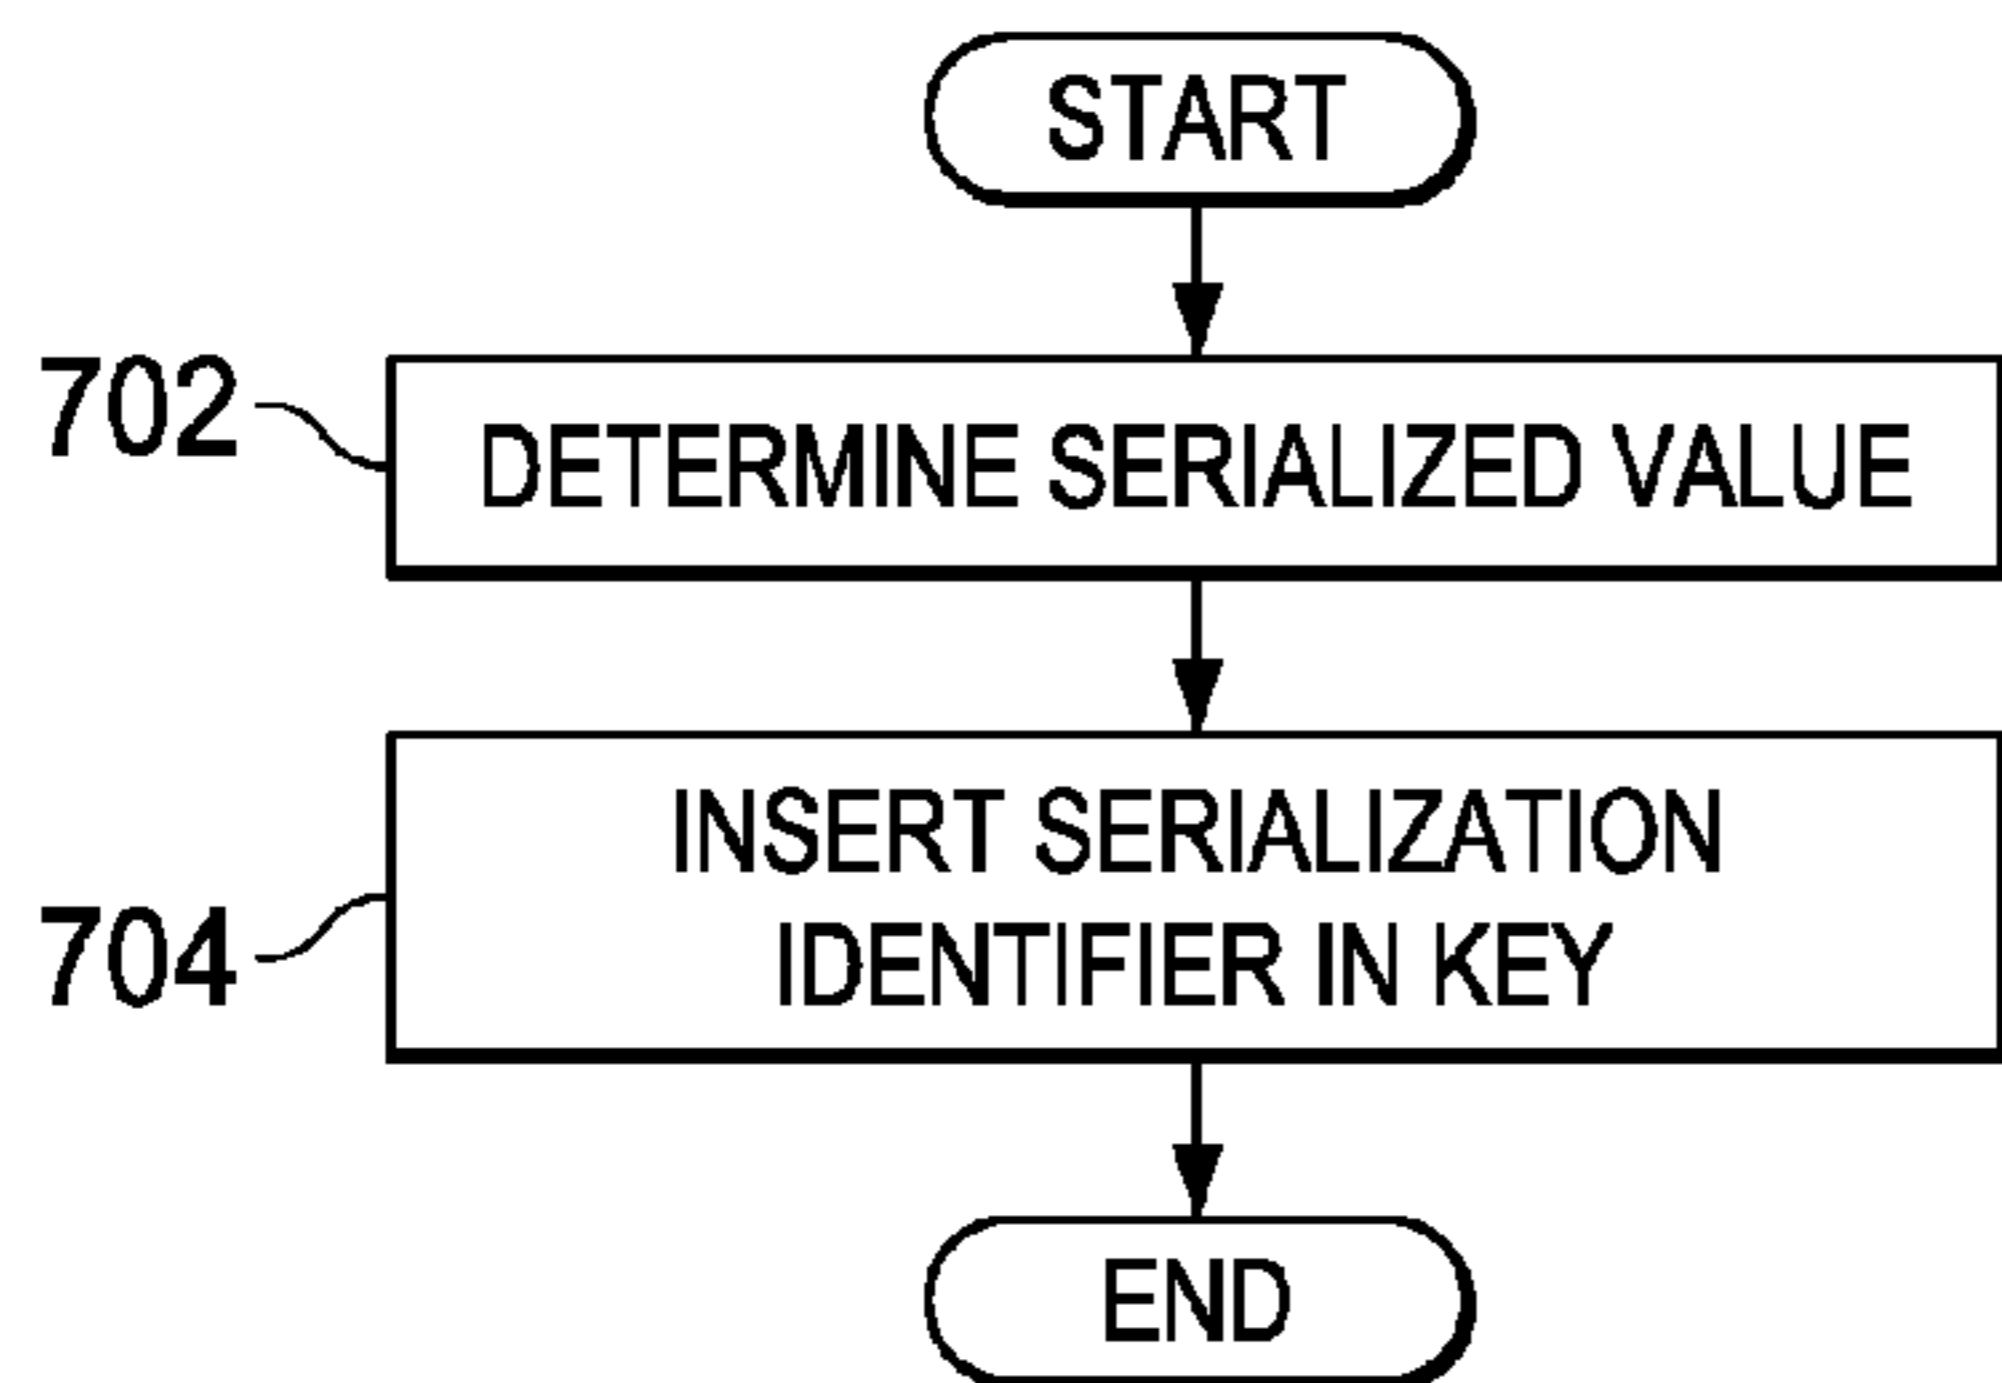 START
702
DETERMINE SERIALIZED VALUE
INSERT SERIALIZATION
704
IDENTIFIER IN KEY
END